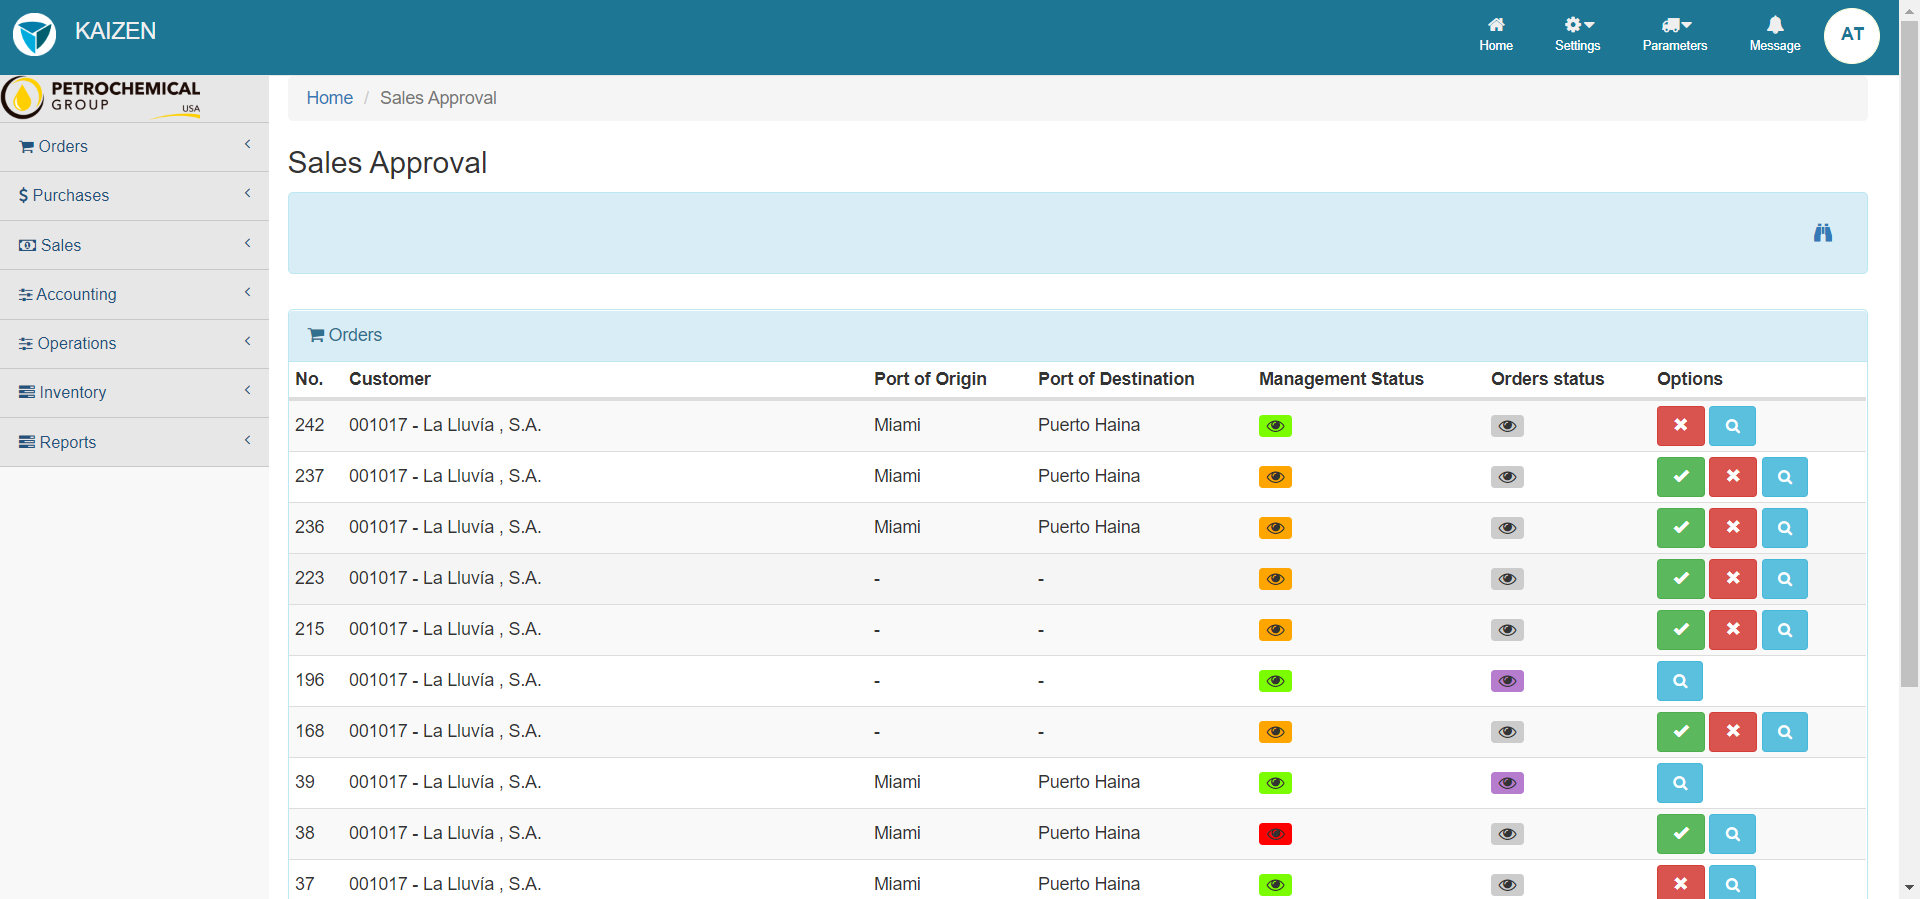 KAIZEN
Home
Settings
Parameters
Message
AT
PETROCHEMICAL
GROUP
USA
Orders
$ Purchases
Sales
Accounting
Operations
Inventory
Reports
Home / Sales Approval
Sales Approval
Orders
No. Customer Port of Origin Port of Destination Management Status Orders status Options
242 001017 - La Lluvía , S.A. Miami Puerto Haina
237 001017 - La Lluvía , S.A. Miami Puerto Haina
236 001017 - La Lluvía , S.A. Miami Puerto Haina
223 001017 - La Lluvía , S.A. - -
215 001017 - La Lluvía , S.A. - -
196 001017 - La Lluvía , S.A. - -
168 001017 - La Lluvía , S.A. - -
39 001017 - La Lluvía , S.A. Miami Puerto Haina
38 001017 - La Lluvía , S.A. Miami Puerto Haina
37 001017 - La Lluvía , S.A. Miami Puerto Haina